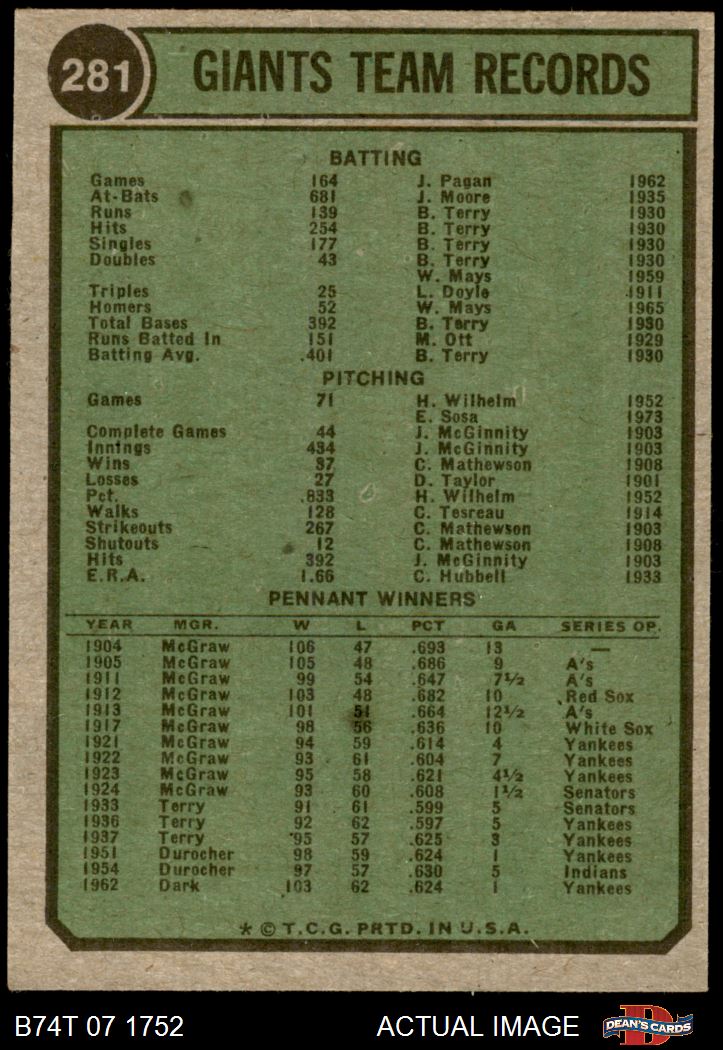 281 GIANTS TEAM RECORDS
BATTING
Games 164 J. Pagan 1962
At-Bats 681 J. Moore 1935
Runs 139 B. Terry 1930
Hits 254 B. Terry 1930
Singles 177 B. Terry 1930
Doubles 43 B. Terry 1930
W. Mays 1959
Triples 25 L. Doyle 1911
Homers 52 W. Mays 1965
Total Bases 392 B. Terry 1930
Runs Batted In 151 M. Ott 1929
Batting Avg. .401 B. Terry 1930
PITCHING
Games 71 H. Wilhelm 1952
E. Sosa 1973
Complete Games 44 J. McGinnity 1903
Innings 434 J. McGinnity 1903
Wins 37 C. Mathewson 1908
Losses 27 D. Taylor 1901
Pct. .833 H. Wilhelm 1952
Walks 128 C. Tesreau 1914
Strikeouts 267 C. Mathewson 1903
Shutouts 12 C. Mathewson 1908
Hits 392 J. McGinnity 1903
E.R.A. 1.66 C. Hubbell 1933
PENNANT WINNERS
YEAR MGR. W L PCT GA SERIES OP.
1904 McGraw 106 47 .693 13 —
1905 McGraw 105 48 .686 9 A's
1911 McGraw 99 54 .647 7½ A's
1912 McGraw 103 48 .682 10 Red Sox
1913 McGraw 101 51 .664 12½ A's
1917 McGraw 98 56 .636 10 White Sox
1921 McGraw 94 59 .614 4 Yankees
1922 McGraw 93 61 .604 7 Yankees
1923 McGraw 95 58 .621 4½ Yankees
1924 McGraw 93 60 .608 1½ Senators
1933 Terry 91 61 .599 5 Senators
1936 Terry 92 62 .597 5 Yankees
1937 Terry 95 57 .625 3 Yankees
1951 Durocher 98 59 .624 1 Yankees
1954 Durocher 97 57 .630 5 Indians
1962 Dark 103 62 .624 1 Yankees
* © T.C.G. PRTD. IN U.S.A.
B74T 07 1752 ACTUAL IMAGE D DEAN'S CARDS